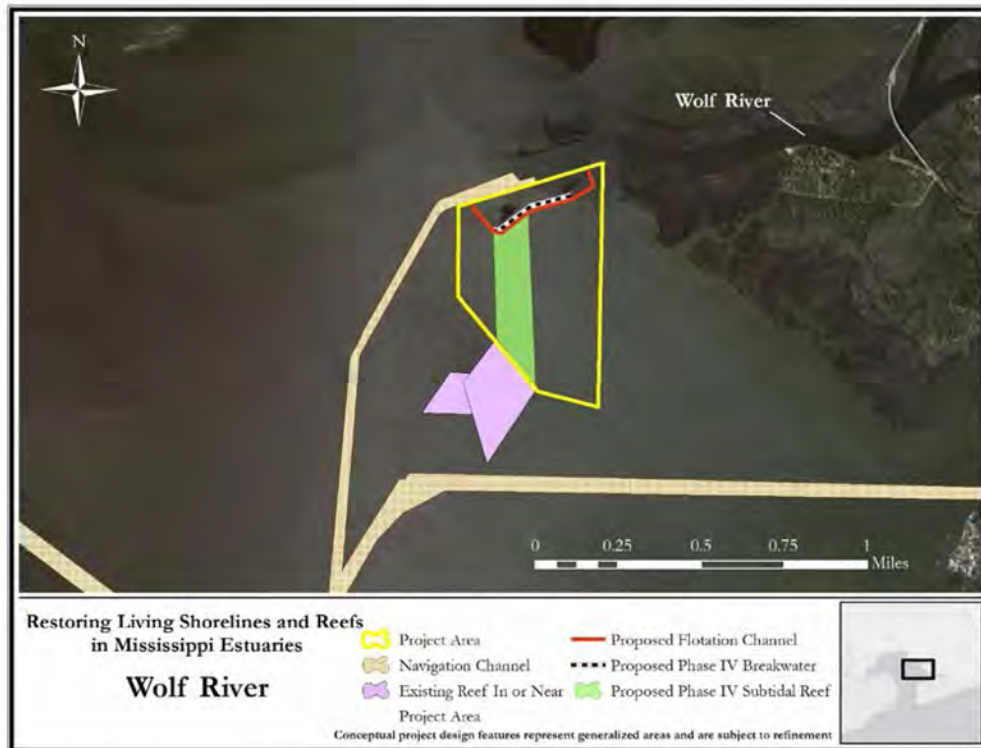 N
Wolf River
0 0.25 0.5 0.75 1
Miles
Restoring Living Shorelines and Reefs
in Mississippi Estuaries
Wolf River
Project Area
Navigation Channel
Existing Reef In or Near
Project Area
Proposed Flotation Channel
Proposed Phase IV Breakwater
Proposed Phase IV Subtidal Reef
Conceptual project design features represent generalized areas and are subject to refinement